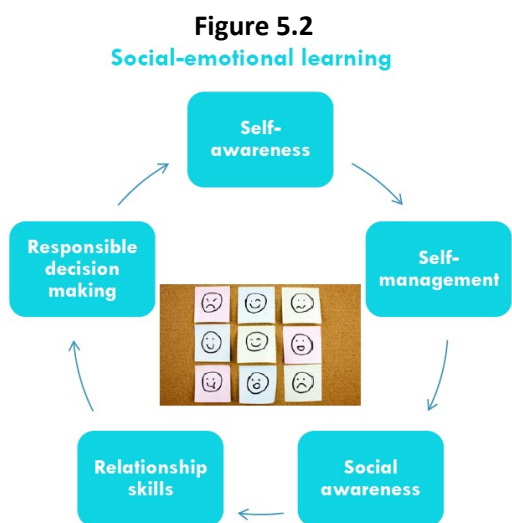 Figure 5.2
Social-emotional learning
Self-
awareness
Self-
management
Social
awareness
Relationship
skills
Responsible
decision
making